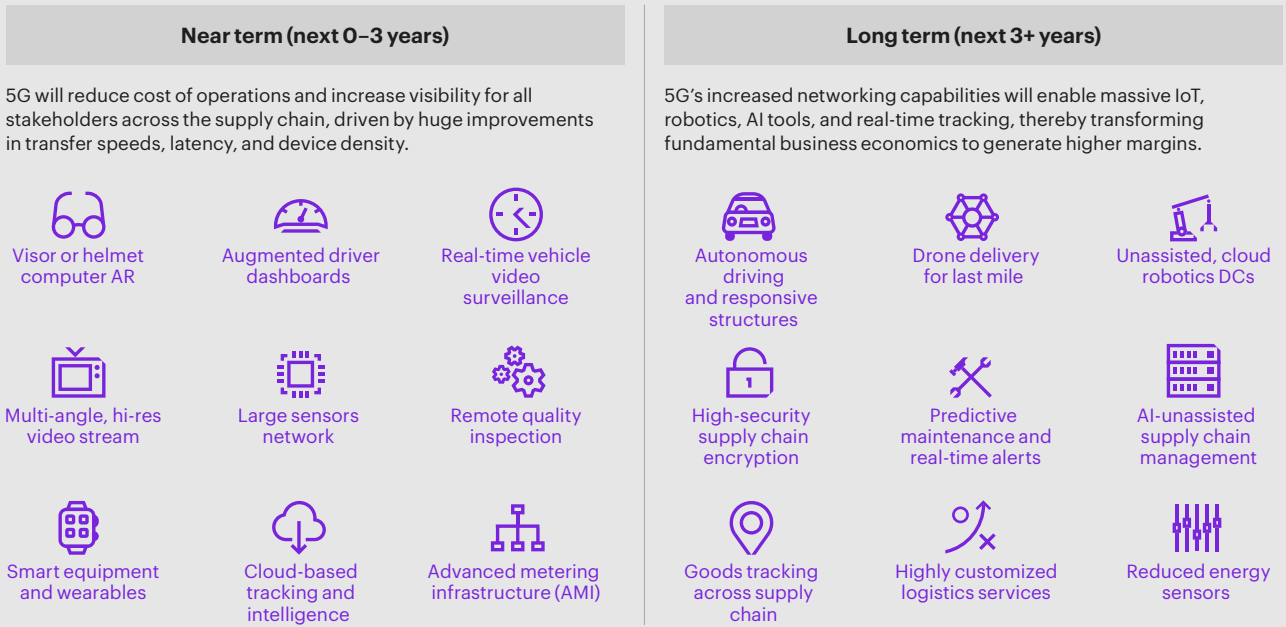 Near term (next 0–3 years)
5G will reduce cost of operations and increase visibility for all
stakeholders across the supply chain, driven by huge improvements
in transfer speeds, latency, and device density.
Visor or helmet
computer AR
Augmented driver
dashboards
Real-time vehicle
video
surveillance
Multi-angle, hi-res
video stream
Large sensors
network
Remote quality
inspection
Smart equipment
and wearables
Cloud-based
tracking and
intelligence
Advanced metering
infrastructure (AMI)
Long term (next 3+ years)
5G’s increased networking capabilities will enable massive IoT,
robotics, AI tools, and real-time tracking, thereby transforming
fundamental business economics to generate higher margins.
Autonomous
driving
and responsive
structures
Drone delivery
for last mile
Unassisted, cloud
robotics DCs
1
High-security
supply chain
encryption
Predictive
maintenance and
real-time alerts
AI-unassisted
supply chain
management
Goods tracking
across supply
chain
Highly customized
logistics services
Reduced energy
sensors